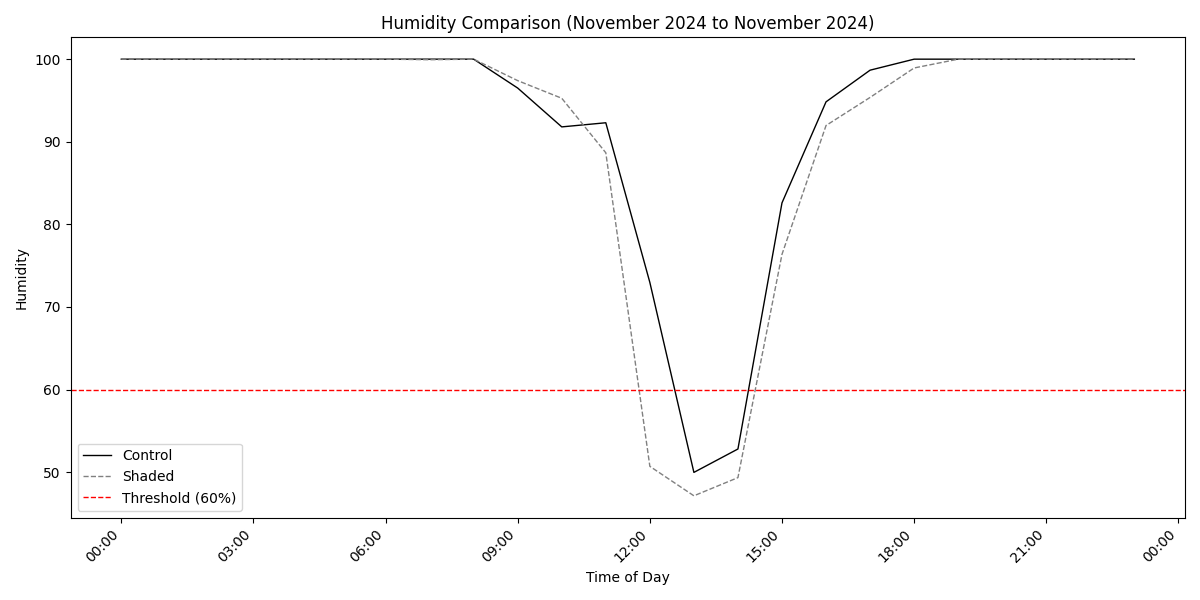 Humidity Comparison (November 2024 to November 2024)
100
90
80
70
60
50
Humidity
Control
Shaded
Threshold (60%)
00:00
03:00
06:00
09:00
12:00
15:00
18:00
21:00
00:00
Time of Day